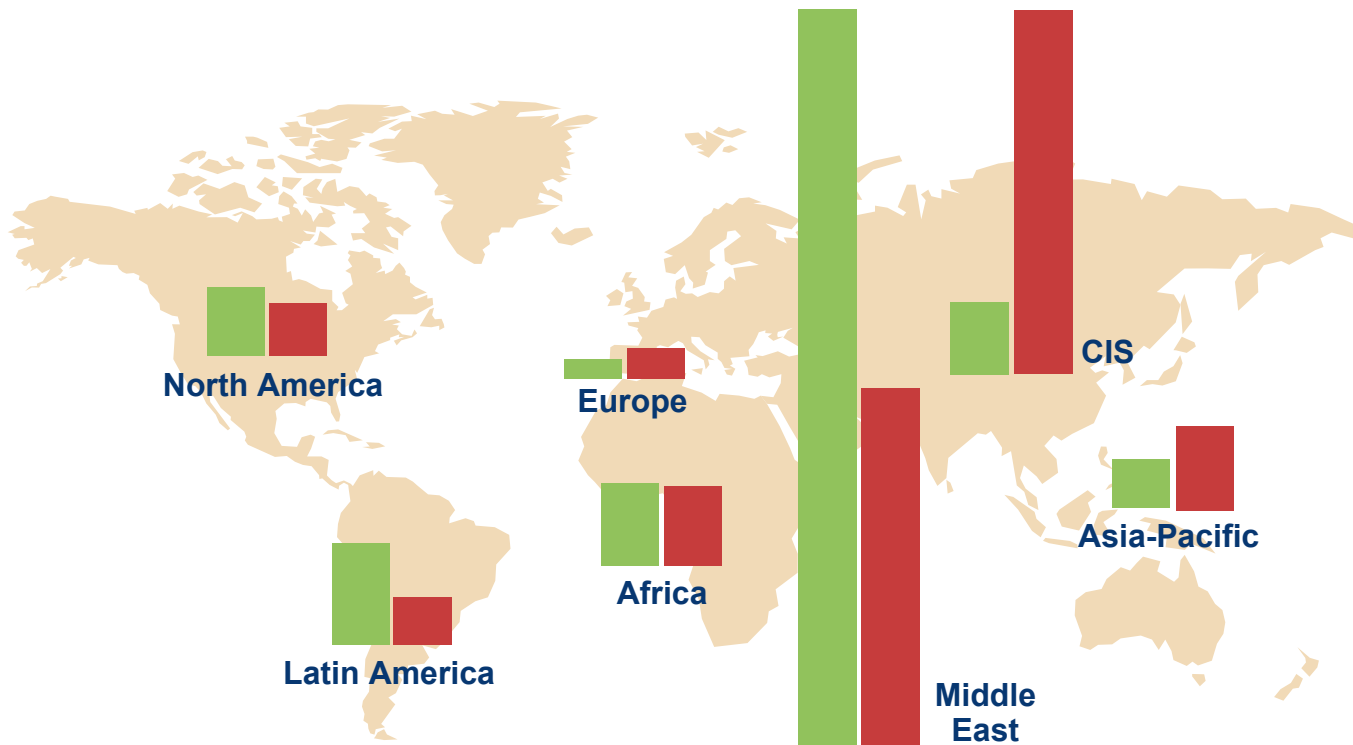 CIS
North America
Europe
Asia-Pacific
Africa
Latin America
Middle
East